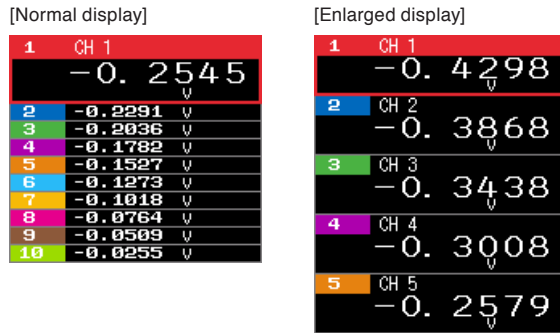 [Normal display]
1 CH 1
-0. 2545
V
2 -0.2291 V
3 -0.2036 V
4 -0.1782 V
5 -0.1527 V
6 -0.1273 V
7 -0.1018 V
8 -0.0764 V
9 -0.0509 V
10 -0.0255 V
[Enlarged display]
1 CH 1
-0. 4298
V
2 CH 2
-0. 3868
V
3 CH 3
-0. 3438
V
4 CH 4
-0. 3008
V
5 CH 5
-0. 2579
V